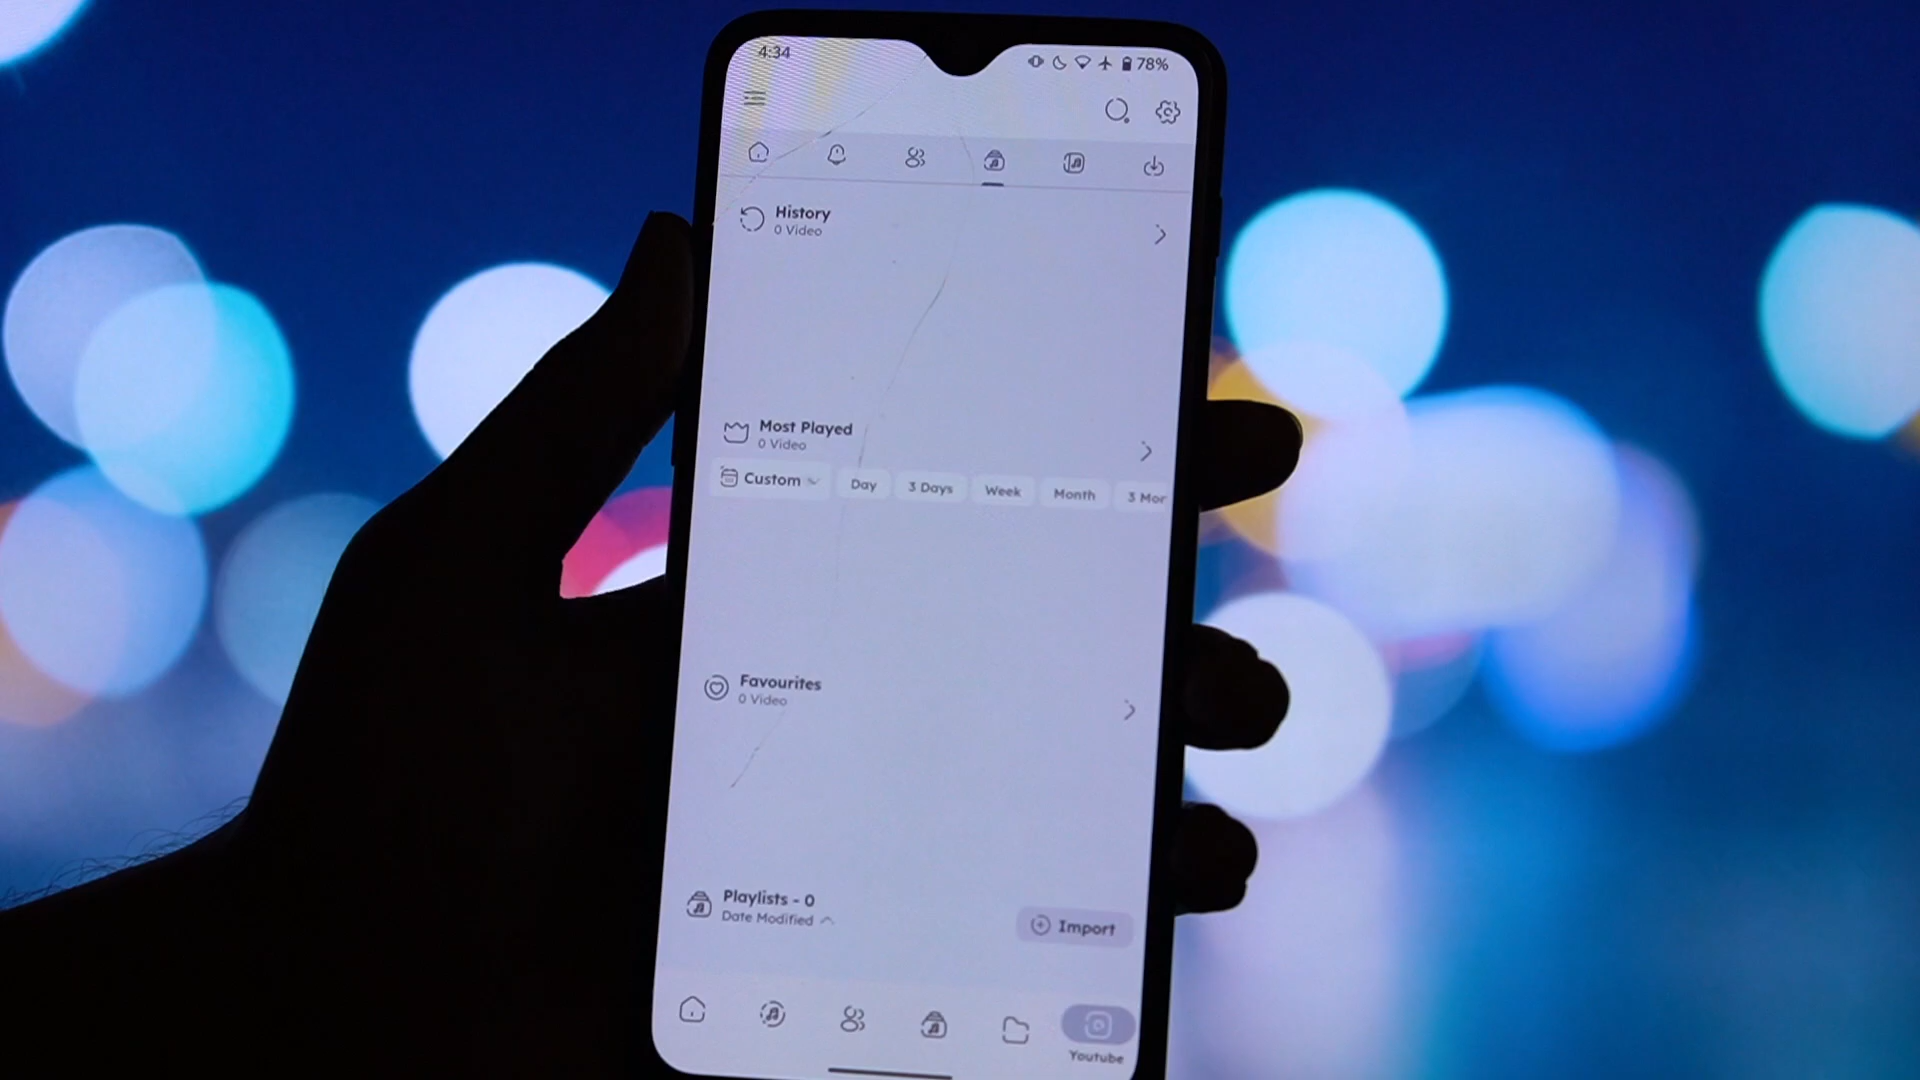 4:34
78%
History
0 Video
Most Played
0 Video
Custom
Day
3 Days
Week
Month
3 Mor
Favourites
0 Video
Playlists - 0
Date Modified
Import
Youtube